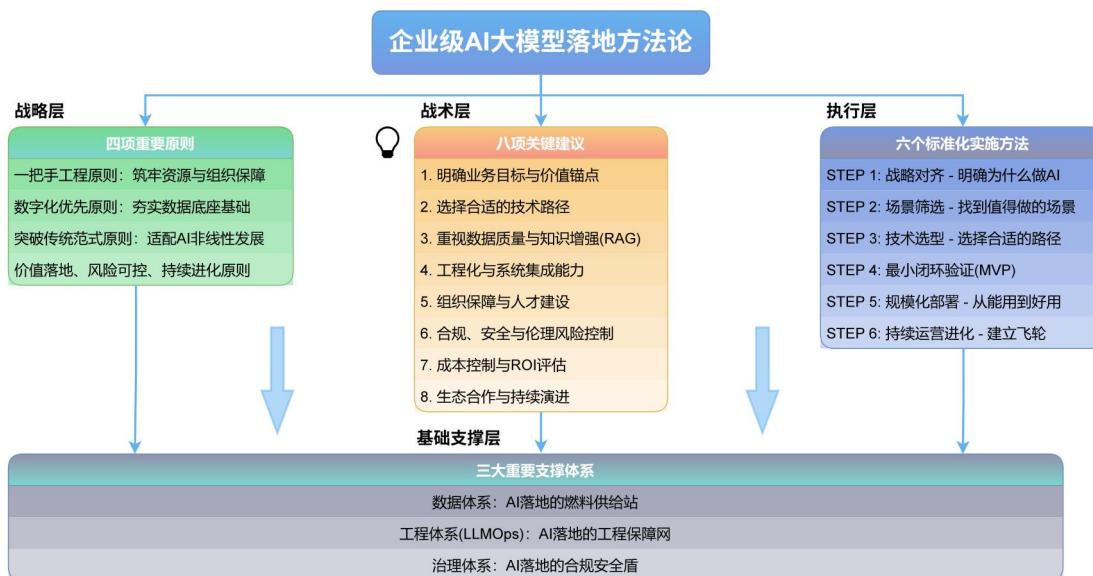 企业级AI大模型落地方法论
战略层
四项重要原则
一把手工程原则：筑牢资源与组织保障
数字化优先原则：夯实数据底座基础
突破传统范式原则：适配AI非线性发展
价值落地、风险可控、持续进化原则
战术层
八项关键建议
1. 明确业务目标与价值锚点
2. 选择合适的技术路径
3. 重视数据质量与知识增强(RAG)
4. 工程化与系统集成能力
5. 组织保障与人才建设
6. 合规、安全与伦理风险控制
7. 成本控制与ROI评估
8. 生态合作与持续演进
执行层
六个标准化实施方法
STEP 1: 战略对齐 - 明确为什么做AI
STEP 2: 场景筛选 - 找到值得做的场景
STEP 3: 技术选型 - 选择合适的路径
STEP 4: 最小闭环验证(MVP)
STEP 5: 规模化部署 - 从能用到好用
STEP 6: 持续运营进化 - 建立飞轮
基础支撑层
三大重要支撑体系
数据体系：AI落地的燃料供给站
工程体系(LLMOps)：AI落地的工程保障网
治理体系：AI落地的合规安全盾